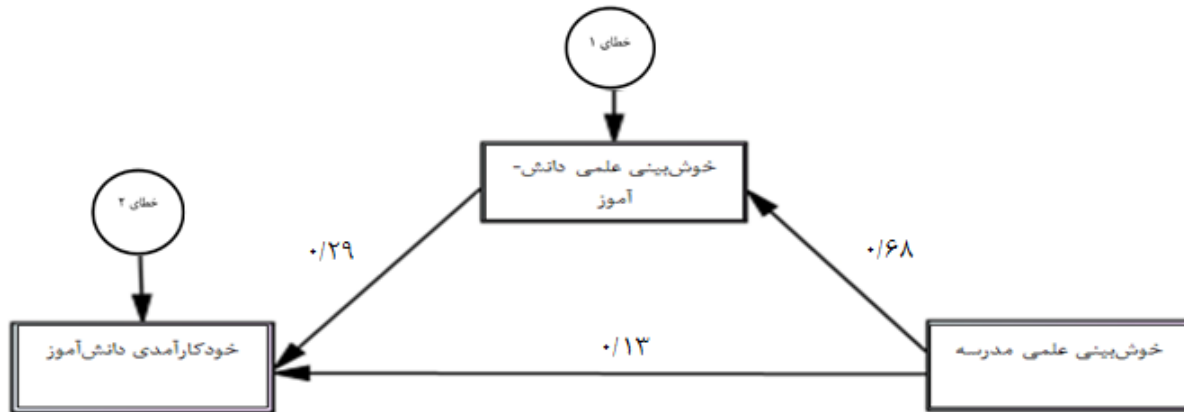 خطای ۱
خوش‌بینی علمی دانش-
آموز
خطای ۲
۰/۲۹
۰/۶۸
خودکارآمدی دانش‌آموز
۰/۱۳
خوش‌بینی علمی مدرسه